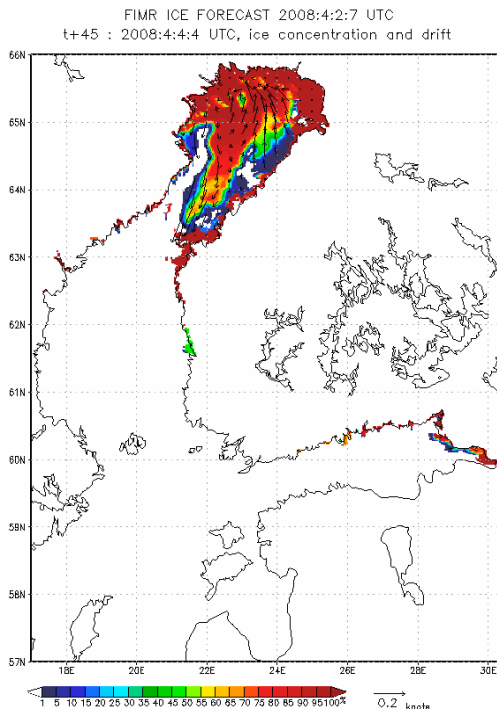 FIMR ICE FORECAST 2008:4:2:7 UTC
t+45 : 2008:4:4:4 UTC, ice concentration and drift
66N
65N
64N
63N
62N
61N
60N
59N
58N
57N
18E 20E 22E 24E 26E 28E 30E
1 5 10 15 20 25 30 35 40 45 50 55 60 65 70 75 80 85 90 95 100%
0.2 knots